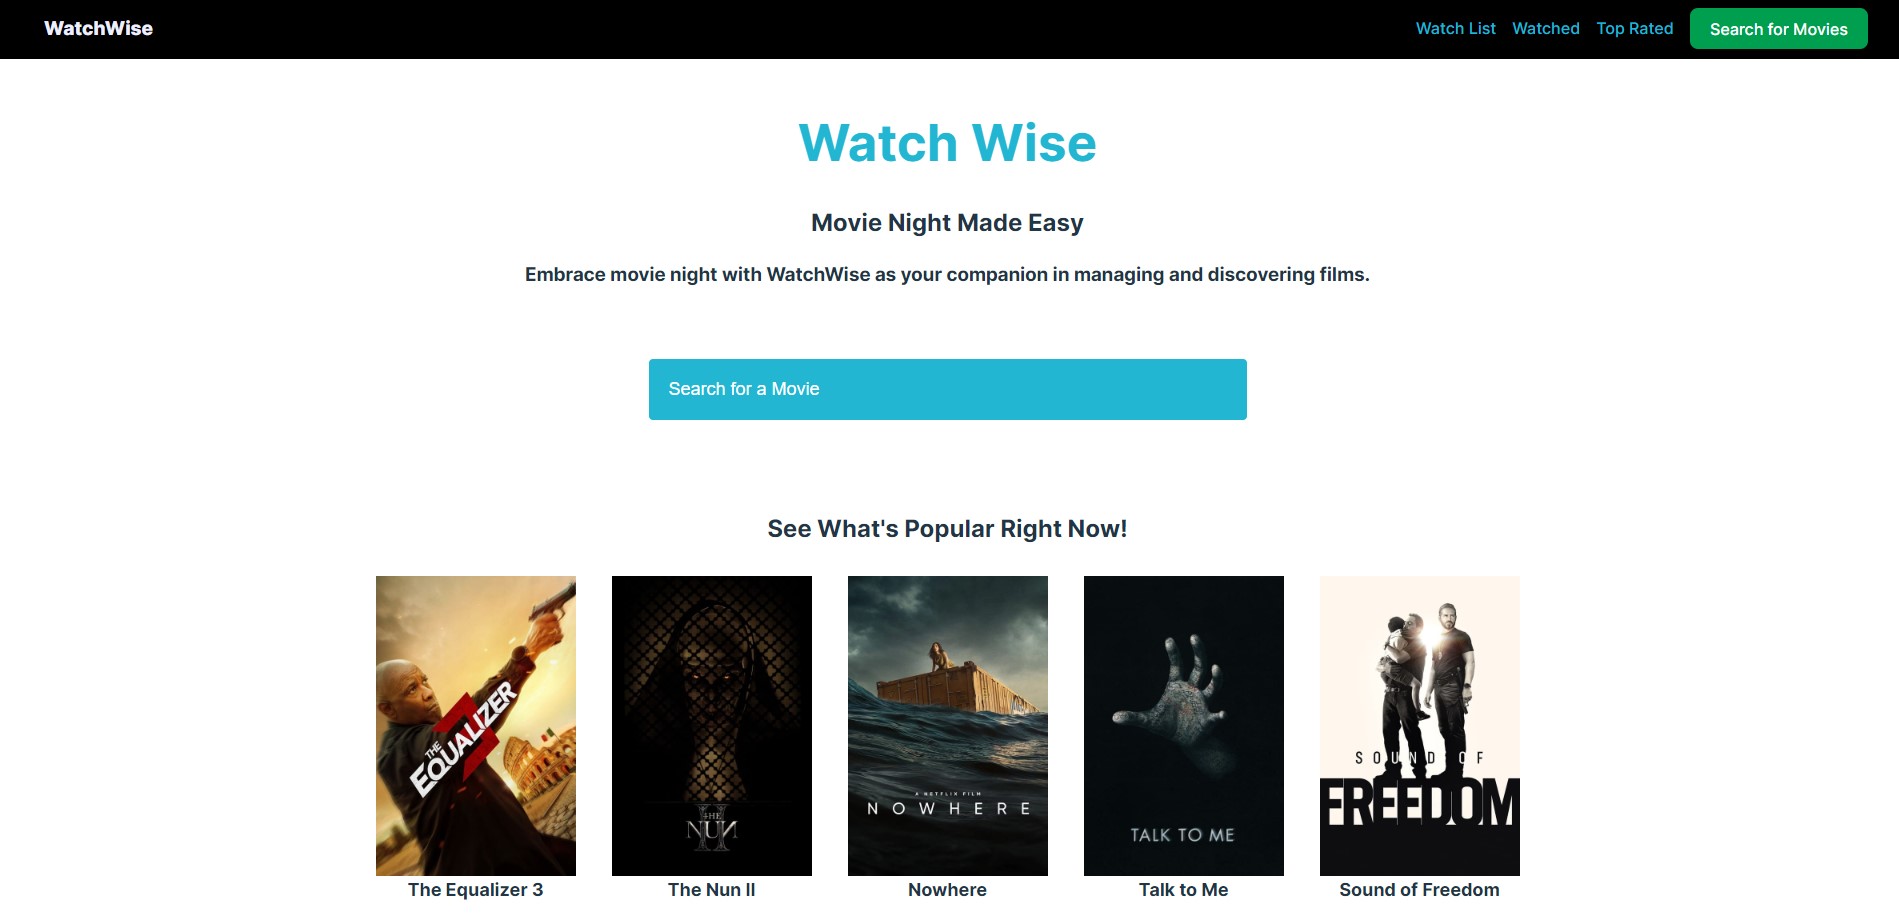 WatchWise
Watch List
Watched
Top Rated
Search for Movies
Watch Wise
Movie Night Made Easy
Embrace movie night with WatchWise as your companion in managing and discovering films.
Search for a Movie
See What's Popular Right Now!
THE
EQUALIZER
3
THE
NUN
II
A NETFLIX FILM
NOWHERE
TALK TO ME
SOUND OF
FREEDOM
The Equalizer 3
The Nun II
Nowhere
Talk to Me
Sound of Freedom